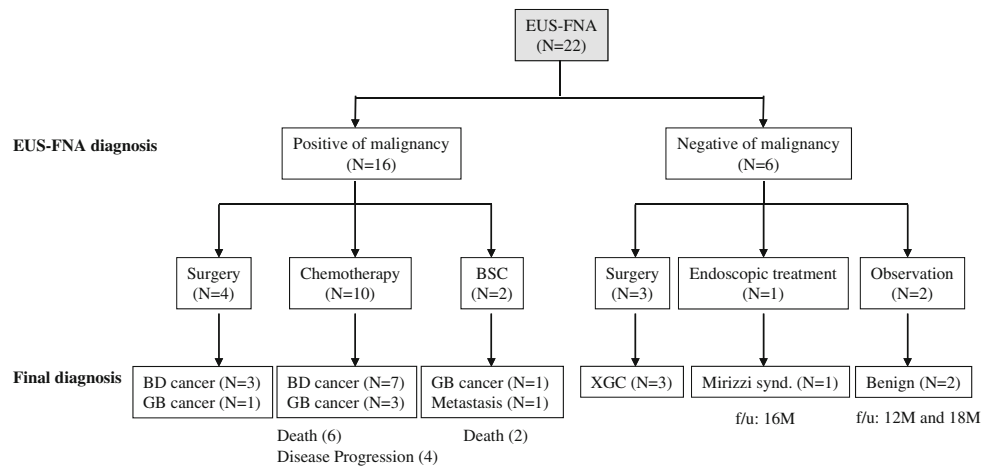 EUS-FNA
(N=22)
EUS-FNA diagnosis
Positive of malignancy
(N=16)
Negative of malignancy
(N=6)
Surgery
(N=4)
Chemotherapy
(N=10)
BSC
(N=2)
Surgery
(N=3)
Endoscopic treatment
(N=1)
Observation
(N=2)
Final diagnosis
BD cancer (N=3)
GB cancer (N=1)
BD cancer (N=7)
GB cancer (N=3)
GB cancer (N=1)
Metastasis (N=1)
XGC (N=3)
Mirizzi synd. (N=1)
Benign (N=2)
Death (6)
Disease Progression (4)
Death (2)
f/u: 16M
f/u: 12M and 18M